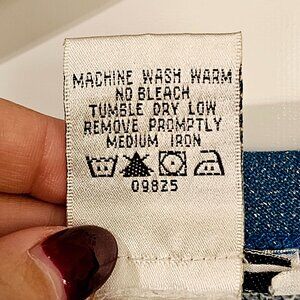 MACHINE WASH WARM
NO BLEACH
TUMBLE DRY LOW
REMOVE PROMPTLY
MEDIUM IRON
09825